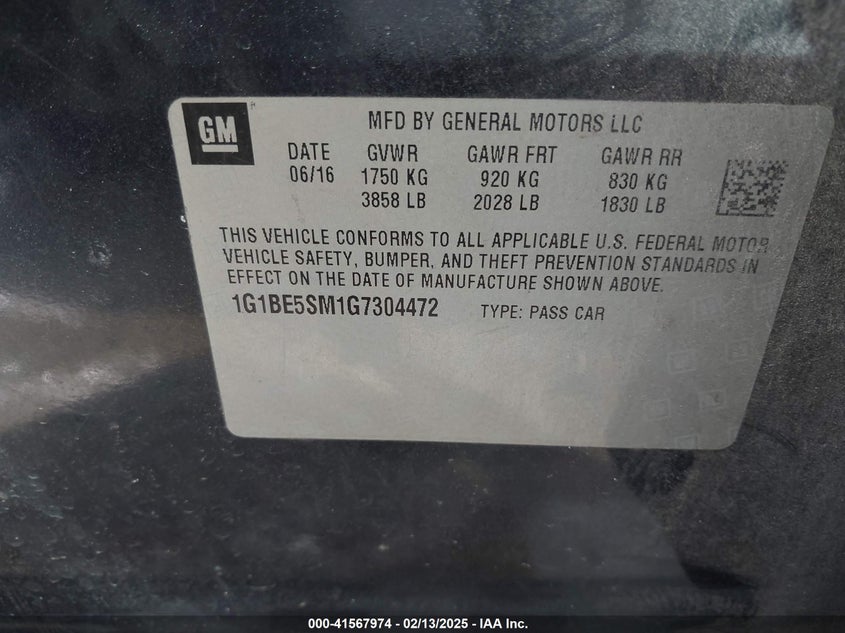 GM
MFD BY GENERAL MOTORS LLC
DATE GVWR GAWR FRT GAWR RR
06/16 1750 KG 920 KG 830 KG
3858 LB 2028 LB 1830 LB
THIS VEHICLE CONFORMS TO ALL APPLICABLE U.S. FEDERAL MOTOR
VEHICLE SAFETY, BUMPER, AND THEFT PREVENTION STANDARDS IN
EFFECT ON THE DATE OF MANUFACTURE SHOWN ABOVE.
1G1BE5SM1G7304472 TYPE: PASS CAR
000-41567974 - 02/13/2025 - IAA Inc.